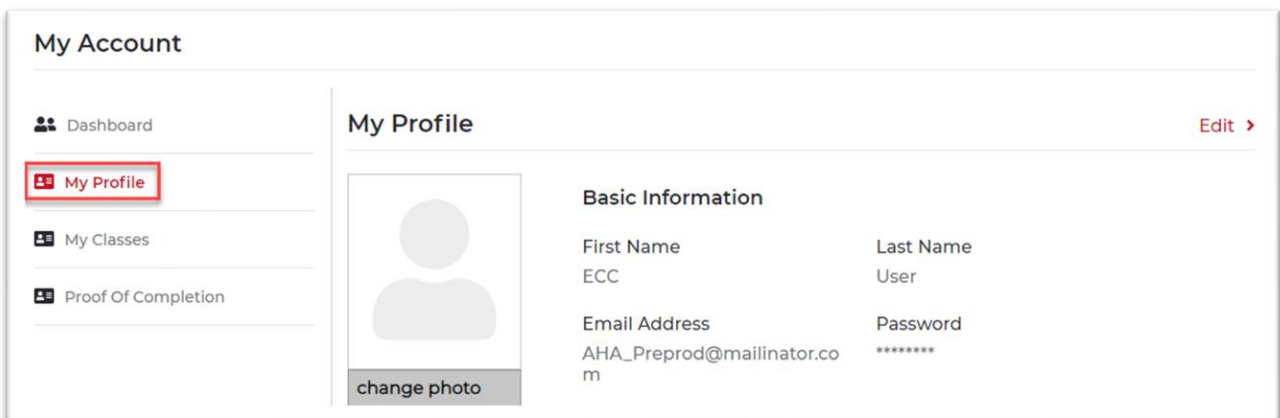 My Account
Dashboard
My Profile
My Classes
Proof Of Completion
My Profile
Edit
change photo
Basic Information
First Name
Last Name
ECC
User
Email Address
Password
AHA_Preprod@mailinator.co
m
********